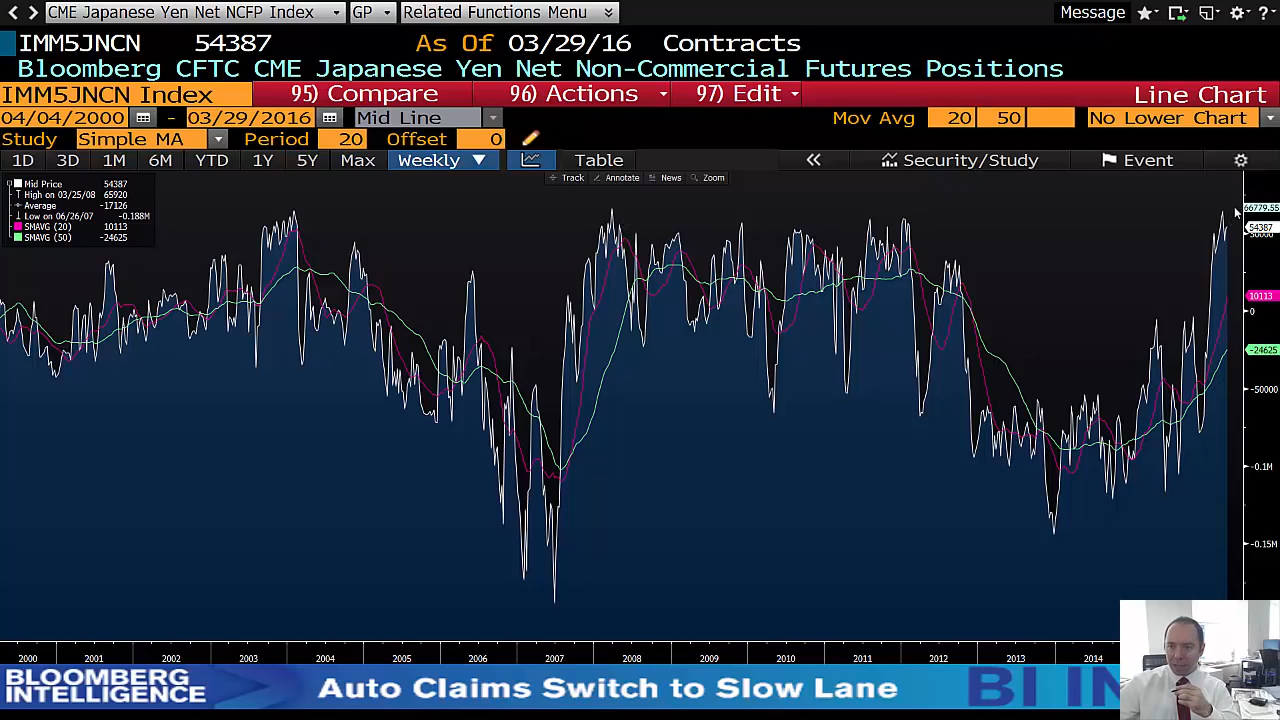 CME Japanese Yen Net NCFP Index GP Related Functions Menu Message
IMM5JNCN 54387 As Of 03/29/16 Contracts
Bloomberg CFTC CME Japanese Yen Net Non-Commercial Futures Positions
IMM5JNCN Index 95) Compare 96) Actions 97) Edit Line Chart
04/04/2000 - 03/29/2016 Mid Line Mov Avg 20 50 No Lower Chart
Study Simple MA Period 20 Offset 0
1D 3D 1M 6M YTD 1Y 5Y Max Weekly ▼ Table « Security/Study Event
Track Annotate News Zoom
Mid Price 54387
High on 03/25/08 65920
Average -17126
Low on 06/26/07 -0.188M
SMAVG (20) 10113
SMAVG (50) -24625
66779.55
54387
50000
10113
0
-24625
-50000
-0.1M
-0.15M
2000 2001 2002 2003 2004 2005 2006 2007 2008 2009 2010 2011 2012 2013 2014
BLOOMBERG
INTELLIGENCE
Auto Claims Switch to Slow Lane
BI IN